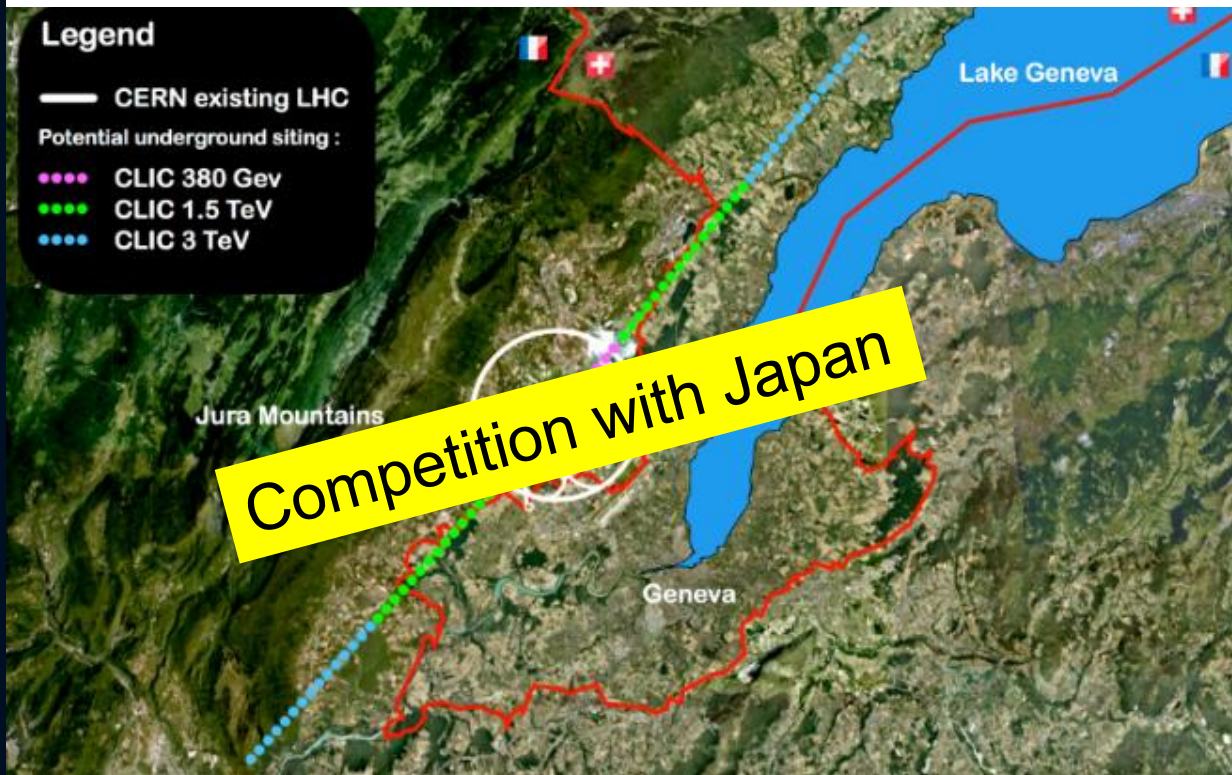 Legend
CERN existing LHC
Potential underground siting :
CLIC 380 Gev
CLIC 1.5 TeV
CLIC 3 TeV
Lake Geneva
Jura Mountains
Competition with Japan
Geneva